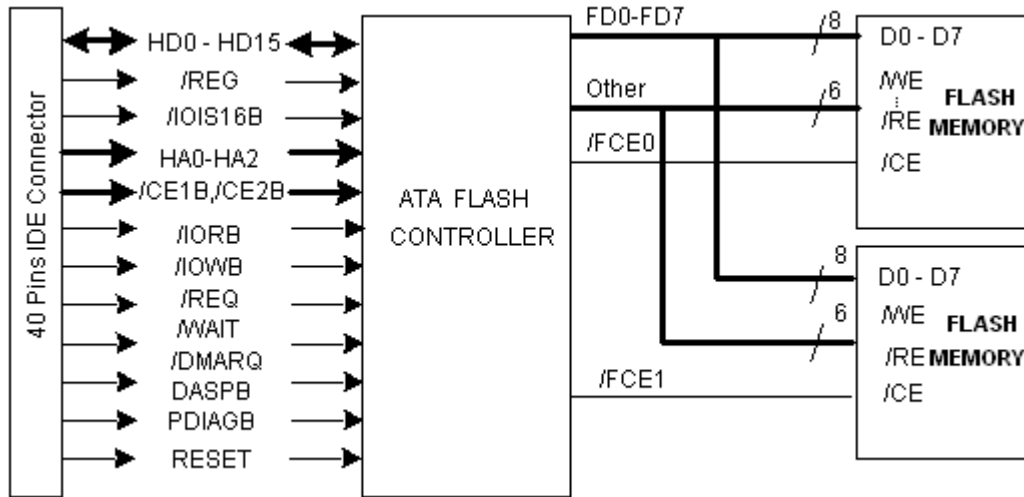 40 Pins IDE Connector
HD0 - HD15
/REG
/IOIS16B
HA0-HA2
/CE1B,/CE2B
/IORB
/IOWB
/REQ
/WAIT
/DMARQ
DASPB
PDIAGB
RESET
ATA FLASH
CONTROLLER
FD0-FD7
Other
/FCE0
/FCE1
8
6
D0 - D7
/WE
/RE
/CE
FLASH
MEMORY
8
6
D0 - D7
/WE
/RE
/CE
FLASH
MEMORY